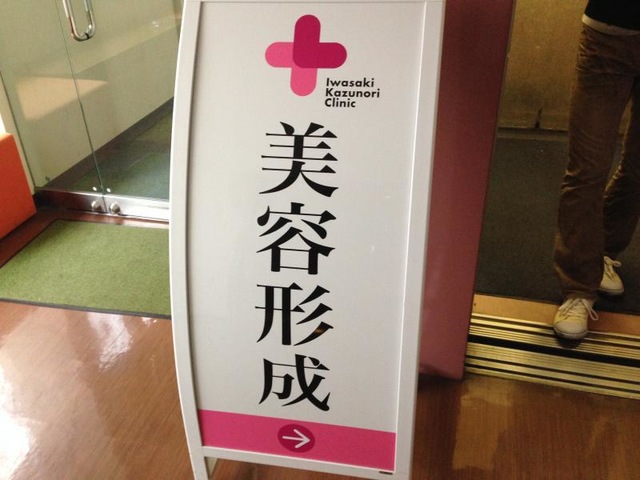 Iwasaki
Kazunori
Clinic
美容形成